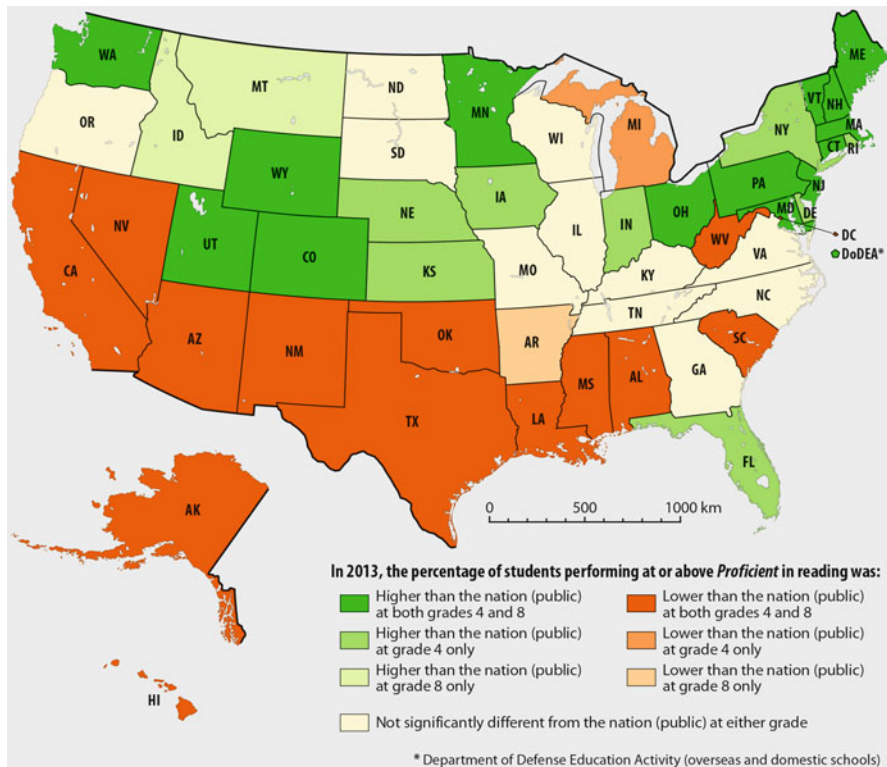 WA
ME
MT
ND
VT
NH
MN
OR
MA
NY
WI
ID
MI
SD
CT
RI
WY
PA
NJ
IA
NE
OH
MD
DE
NV
IN
IL
UT
DC
WV
CO
VA
DoDEA*
CA
KS
MO
KY
NC
TN
OK
AZ
AR
SC
NM
GA
MS
AL
TX
LA
FL
0 500 1000 km
AK
HI
In 2013, the percentage of students performing at or above Proficient in reading was:
Higher than the nation (public)
at both grades 4 and 8
Lower than the nation (public)
at both grades 4 and 8
Higher than the nation (public)
at grade 4 only
Lower than the nation (public)
at grade 4 only
Higher than the nation (public)
at grade 8 only
Lower than the nation (public)
at grade 8 only
Not significantly different from the nation (public) at either grade
* Department of Defense Education Activity (overseas and domestic schools)